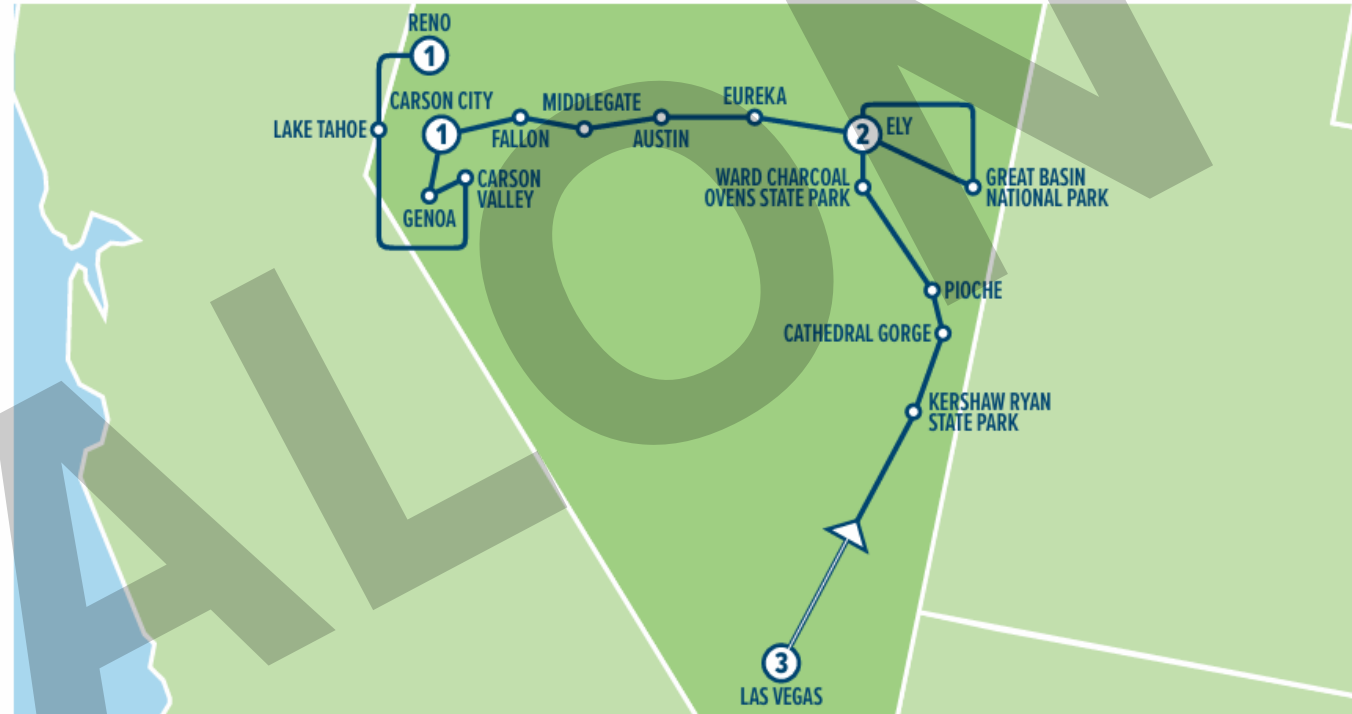 RENO
1
CARSON CITY
1
LAKE TAHOE
FALLON
MIDDLEGATE
AUSTIN
EUREKA
2
ELY
GENOA
CARSON
VALLEY
WARD CHARCOAL
OVENS STATE PARK
GREAT BASIN
NATIONAL PARK
PIOCHE
CATHEDRAL GORGE
KERSHAW RYAN
STATE PARK
3
LAS VEGAS
ALON